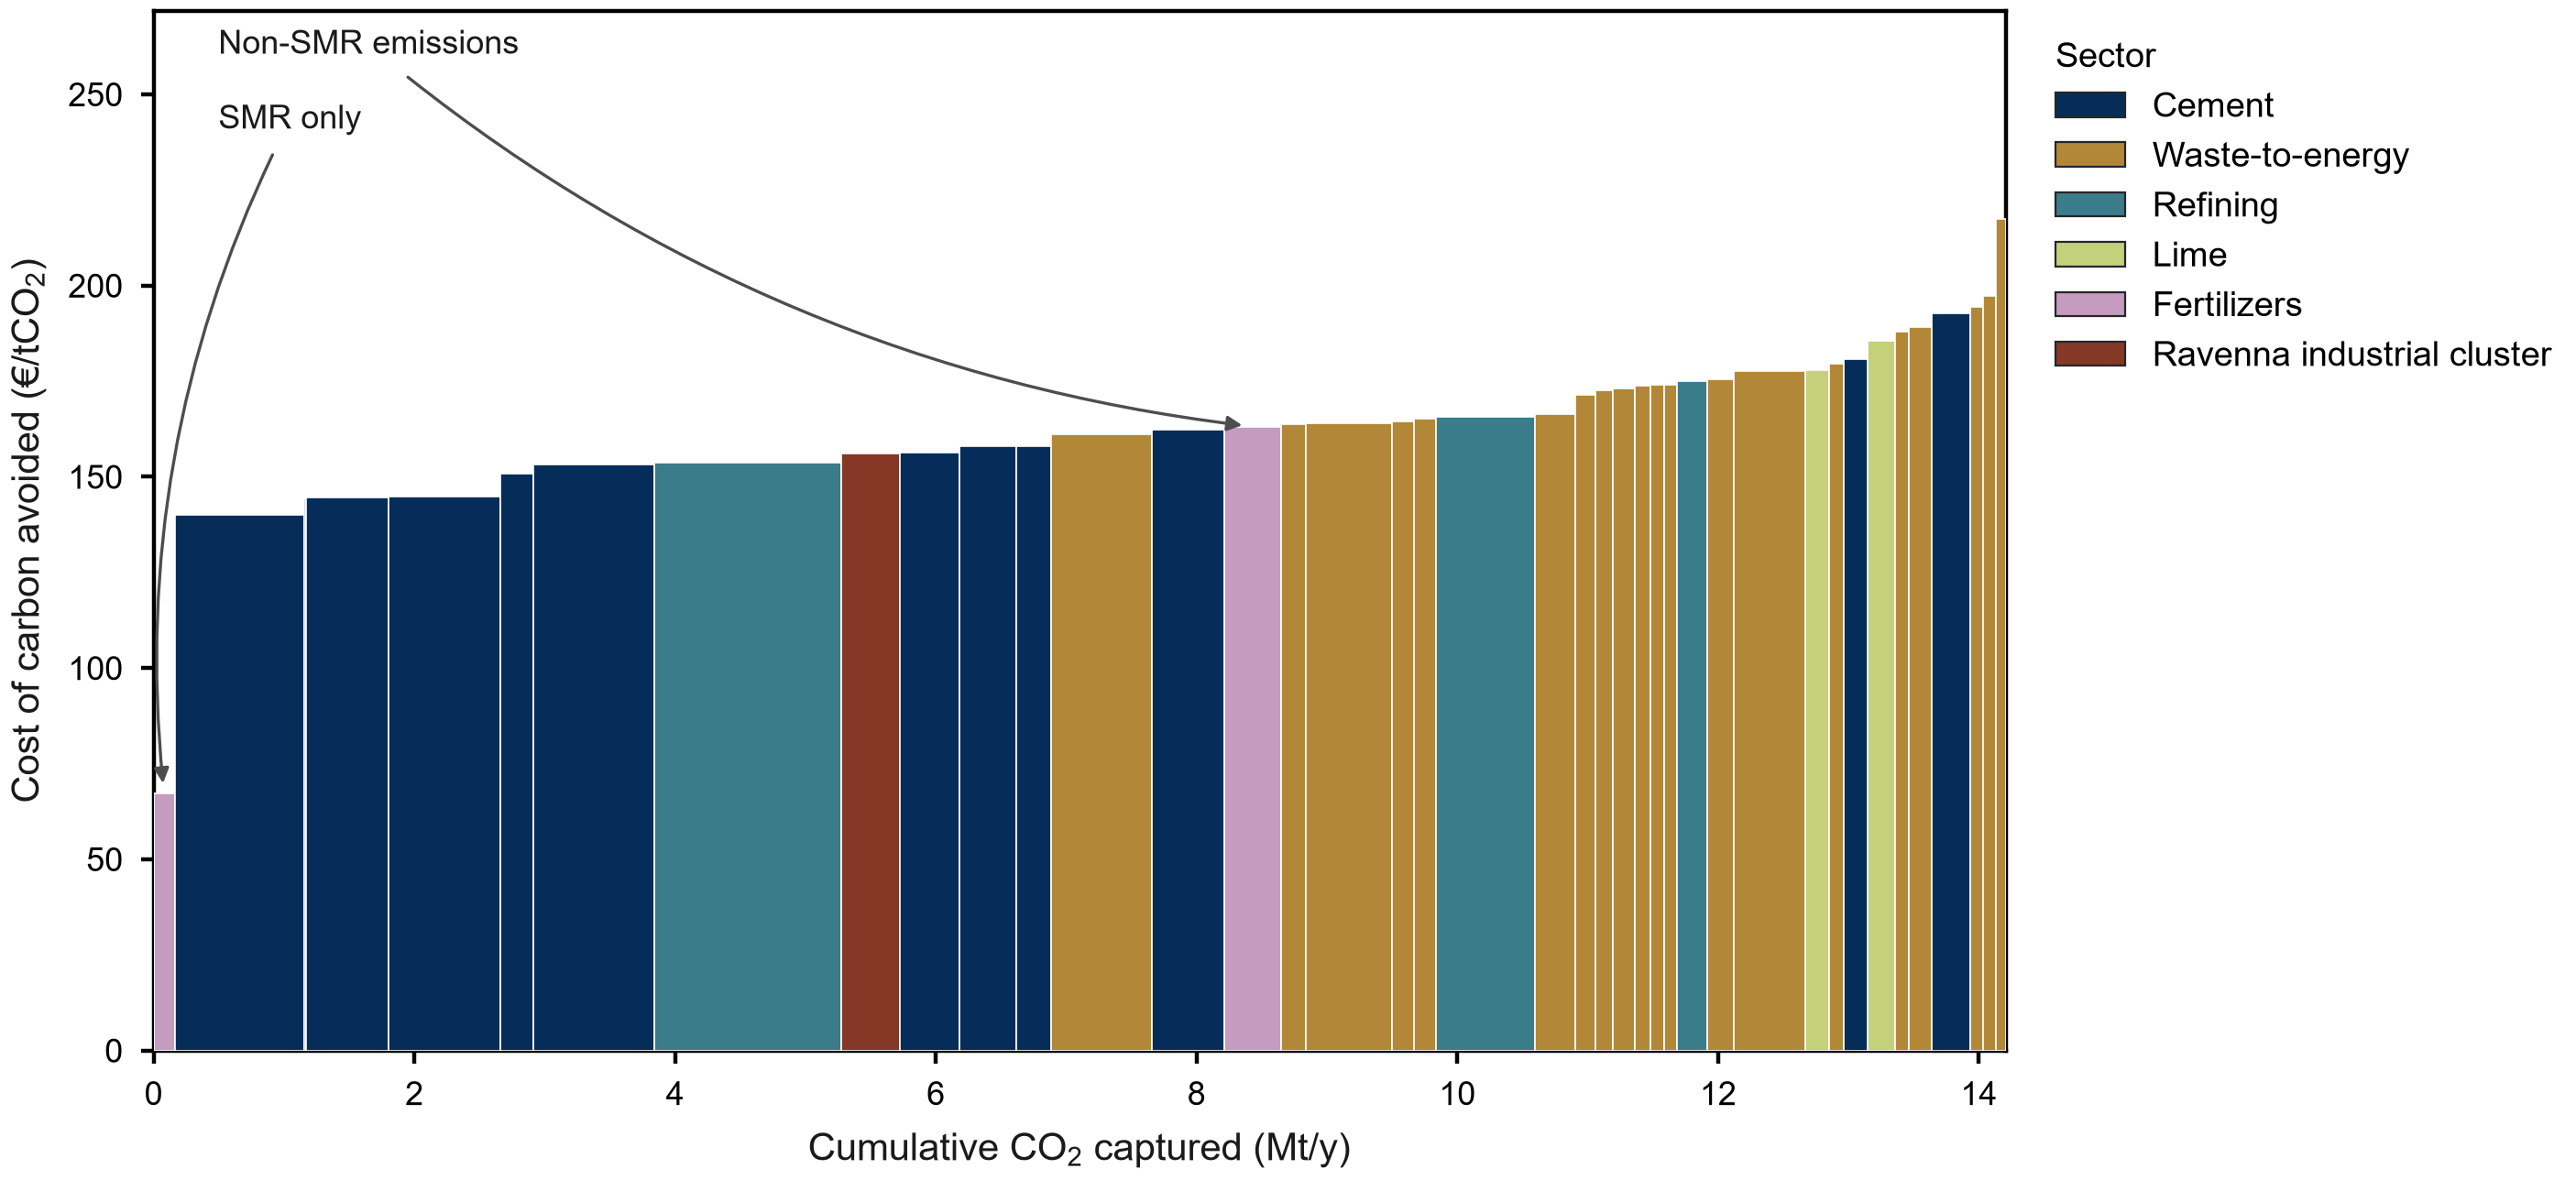 Non-SMR emissions
SMR only
Cost of carbon avoided (€/tCO₂)
250
200
150
100
50
0
0 2 4 6 8 10 12 14
Cumulative CO₂ captured (Mt/y)
Sector
Cement
Waste-to-energy
Refining
Lime
Fertilizers
Ravenna industrial cluster